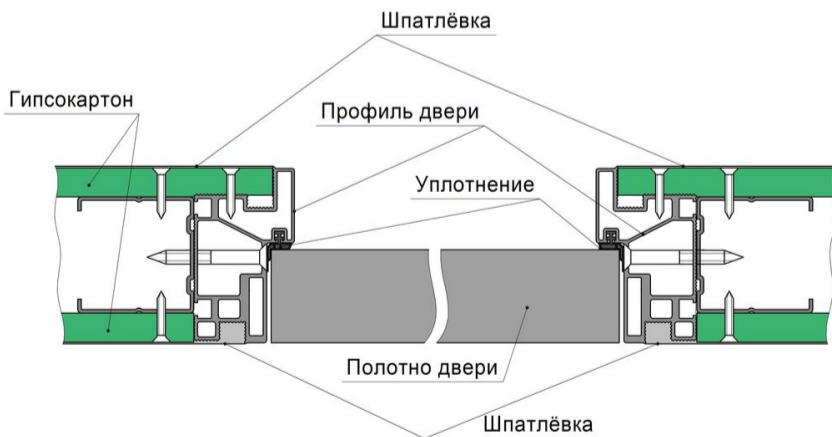 Шпатлёвка
Гипсокартон
Профиль двери
Уплотнение
Полотно двери
Шпатлёвка